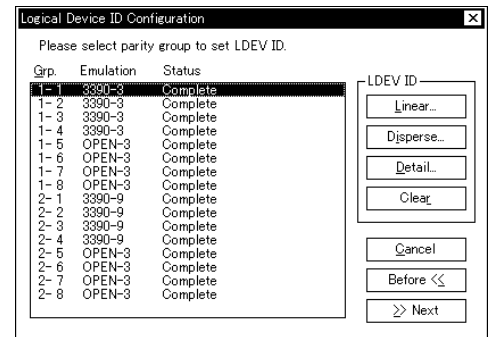 Logical Device ID Configuration
Please select parity group to set LDEV ID.
Grp. Emulation Status
1- 1 3390-3 Complete
1- 2 3390-3 Complete
1- 3 3390-3 Complete
1- 4 3390-3 Complete
1- 5 OPEN-3 Complete
1- 6 OPEN-3 Complete
1- 7 OPEN-3 Complete
1- 8 OPEN-3 Complete
2- 1 3390-9 Complete
2- 2 3390-9 Complete
2- 3 3390-9 Complete
2- 4 3390-9 Complete
2- 5 OPEN-3 Complete
2- 6 OPEN-3 Complete
2- 7 OPEN-3 Complete
2- 8 OPEN-3 Complete
LDEV ID
Linear...
Disperse...
Detail...
Clear
Cancel
Before <<
>> Next